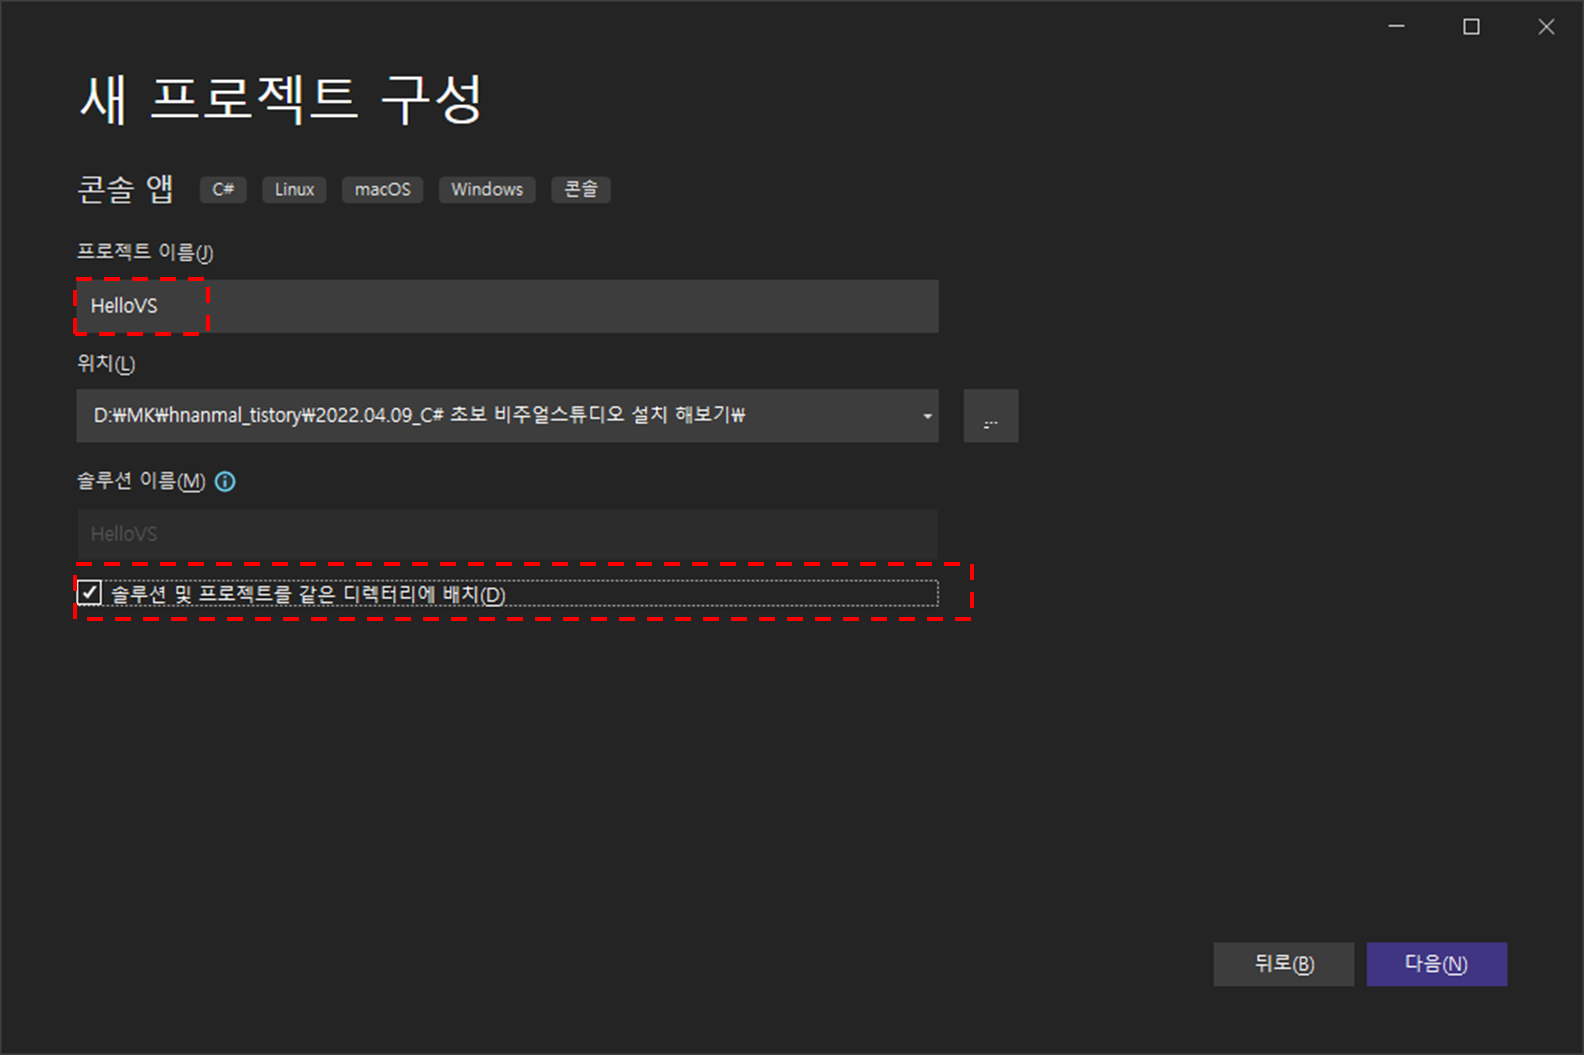 새 프로젝트 구성
콘솔 앱 C# Linux macOS Windows 콘솔
프로젝트 이름(J)
HelloVS
위치(L)
D:₩MK₩hnanmal_tistory₩2022.04.09_C# 초보 비주얼스튜디오 설치 해보기₩
...
솔루션 이름(M)
HelloVS
솔루션 및 프로젝트를 같은 디렉터리에 배치(D)
뒤로(B) 다음(N)